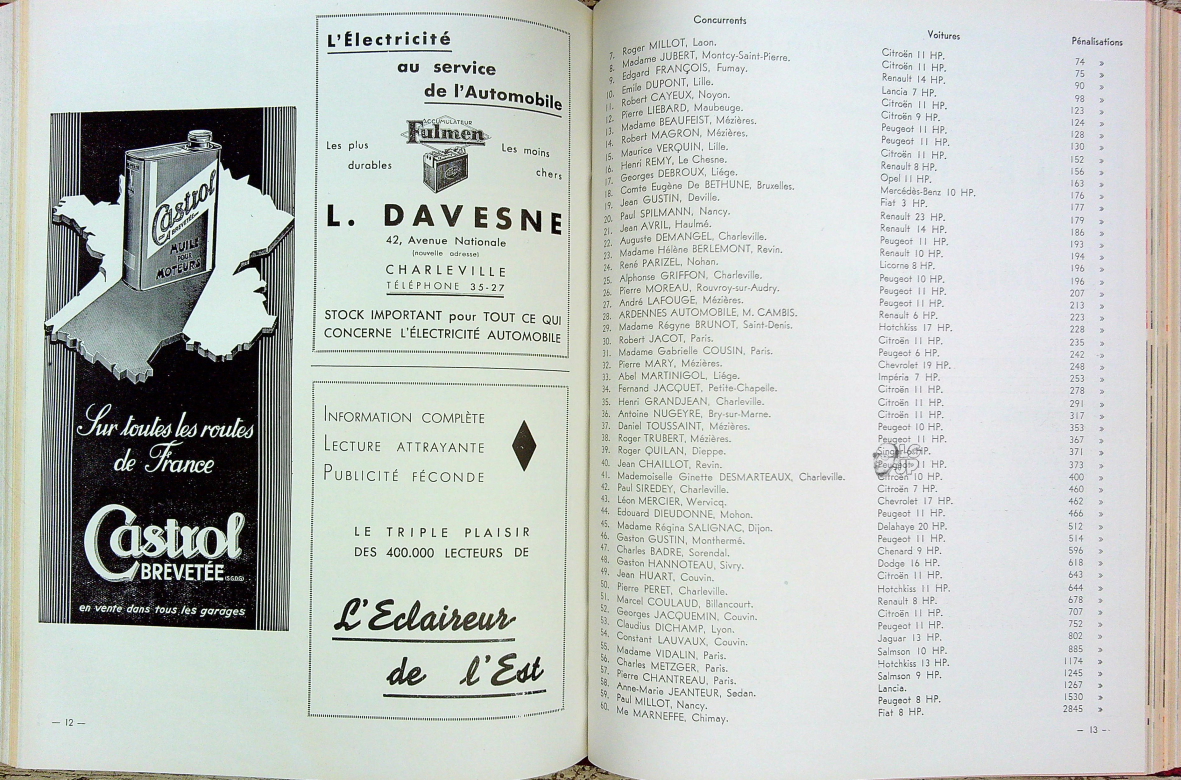 Castrol
BREVETÉE
HUILE
POUR
MOTEURS
Sur toutes les routes
de France
Castrol
BREVETÉE (S.G.D.G)
en vente dans tous les garages
— 12 —
L'Électricité
au service
de l'Automobile
ACCUMULATEUR
Fulmen
Les plus
durables
Les moins
chers
L. DAVESNE
42, Avenue Nationale
(nouvelle adresse)
CHARLEVILLE
TÉLÉPHONE 35-27
STOCK IMPORTANT pour TOUT CE QUI
CONCERNE L'ÉLECTRICITÉ AUTOMOBILE
INFORMATION COMPLÈTE
LECTURE ATTRAYANTE
PUBLICITÉ FÉCONDE
LE TRIPLE PLAISIR
DES 400.000 LECTEURS DE
L'Eclaireur
de l'Est
Concurrents Voitures Pénalisations
7. Roger MILLOT, Laon. Citroën 11 HP. 74 »
8. Madame JUBERT, Montcy-Saint-Pierre. Citroën 11 HP. 75 »
9. Edgard FRANÇOIS, Fumay. Renault 14 HP. 90 »
10. Emile DUPONT, Lille. Lancia 7 HP. 98 »
11. Robert CAYEUX, Noyon. Citroën 11 HP. 123 »
12. Pierre LIEBARD, Maubeuge. Citroën 9 HP. 124 »
13. Madame BEAUFEIST, Mézières. Peugeot 11 HP. 128 »
14. Robert MAGRON, Mézières. Peugeot 11 HP. 130 »
15. Maurice VERQUIN, Lille. Citroën 11 HP. 152 »
16. Henri REMY, Le Chesne. Renault 8 HP. 156 »
17. Georges DEBROUX, Liége. Opel 11 HP. 163 »
18. Comte Eugène De BETHUNE, Bruxelles. Mercédès-Benz 10 HP. 176 »
19. Jean GUSTIN, Deville. Fiat 3 HP. 177 »
20. Paul SPILMANN, Nancy. Renault 23 HP. 179 »
21. Jean AVRIL, Haulmé. Renault 14 HP. 186 »
22. Auguste DEMANGEL, Charleville. Peugeot 11 HP. 193 »
23. Madame Hélène BERLEMONT, Revin. Renault 10 HP. 194 »
24. René PARIZEL, Nohan. Licorne 8 HP. 196 »
25. Alphonse GRIFFON, Charleville. Peugeot 10 HP. 196 »
26. Pierre MOREAU, Rouvroy-sur-Audry. Peugeot 11 HP. 207 »
27. André LAFOUGE, Mézières. Peugeot 11 HP. 213 »
28. ARDENNES AUTOMOBILE, M. CAMBIS. Renault 6 HP. 223 »
29. Madame Régyne BRUNOT, Saint-Denis. Hotchkiss 17 HP. 228 »
30. Robert JACOT, Paris. Citroën 11 HP. 235 »
31. Madame Gabrielle COUSIN, Paris. Peugeot 6 HP. 242 »
32. Pierre MARY, Mézières. Chevrolet 19 HP. 248 »
33. Abel MARTINIGOL, Liége. Impéria 7 HP. 253 »
34. Fernand JACQUET, Petite-Chapelle. Citroën 11 HP. 278 »
35. Henri GRANDJEAN, Charleville. Citroën 11 HP. 291 »
36. Antoine NUGEYRE, Bry-sur-Marne. Citroën 11 HP. 317 »
37. Daniel TOUSSAINT, Mézières. Peugeot 10 HP. 353 »
38. Roger TRUBERT, Mézières. Peugeot 11 HP. 367 »
39. Roger QUILAN, Dieppe. HP. 371 »
40. Jean CHAILLOT, Revin. Peugeot 11 HP. 373 »
41. Mademoiselle Ginette DESMARTEAUX, Charleville. Citroën 10 HP. 400 »
42. Paul SIREDEY, Charleville. Citroën 7 HP. 460 »
43. Léon MERCIER, Wervicq. Chevrolet 17 HP. 462 »
44. Edouard DIEUDONNE, Mohon. Peugeot 11 HP. 466 »
45. Madame Régina SALIGNAC, Dijon. Delahaye 20 HP. 512 »
46. Gaston GUSTIN, Monthermé. Peugeot 11 HP. 514 »
47. Charles BADRE, Sorendal. Chenard 9 HP. 596 »
48. Gaston HANNOTEAU, Sivry. Dodge 16 HP. 618 »
49. Jean HUART, Couvin. Citroën 11 HP. 643 »
50. Pierre PERET, Charleville. Hotchkiss 11 HP. 644 »
51. Marcel COULAUD, Billancourt. Renault 8 HP. 678 »
52. Georges JACQUEMIN, Couvin. Citroën 11 HP. 707 »
53. Claudius DICHAMP, Lyon. Peugeot 11 HP. 752 »
54. Constant LAUVAUX, Couvin. Jaguar 13 HP. 802 »
55. Madame VIDALIN, Paris. Salmson 10 HP. 885 »
56. Charles METZGER, Paris. Hotchkiss 13 HP. 1174 »
57. Pierre CHANTREAU, Paris. Salmson 9 HP. 1245 »
58. Anne-Marie JEANTEUR, Sedan. Lancia. 1267 »
59. Paul MILLOT, Nancy. Peugeot 8 HP. 1530 »
60. Me MARNEFFE, Chimay. Fiat 8 HP. 2845 »
— 13 —